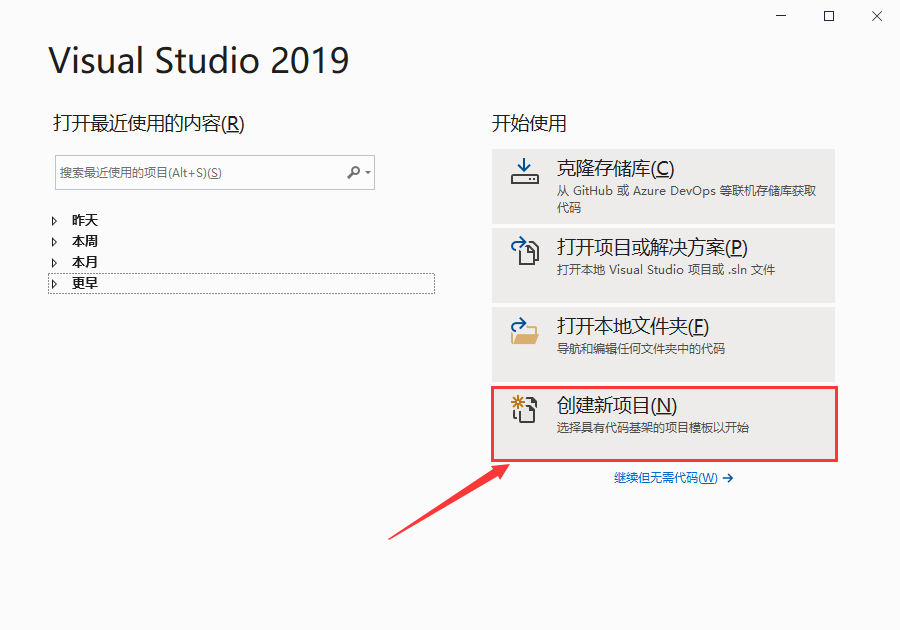 Visual Studio 2019
打开最近使用的内容(R)
搜索最近使用的项目(Alt+S)(S)
昨天
本周
本月
更早
开始使用
克隆存储库(C)
从 GitHub 或 Azure DevOps 等联机存储库获取
代码
打开项目或解决方案(P)
打开本地 Visual Studio 项目或 .sln 文件
打开本地文件夹(F)
导航和编辑任何文件夹中的代码
创建新项目(N)
选择具有代码基架的项目模板以开始
继续但无需代码(W) →